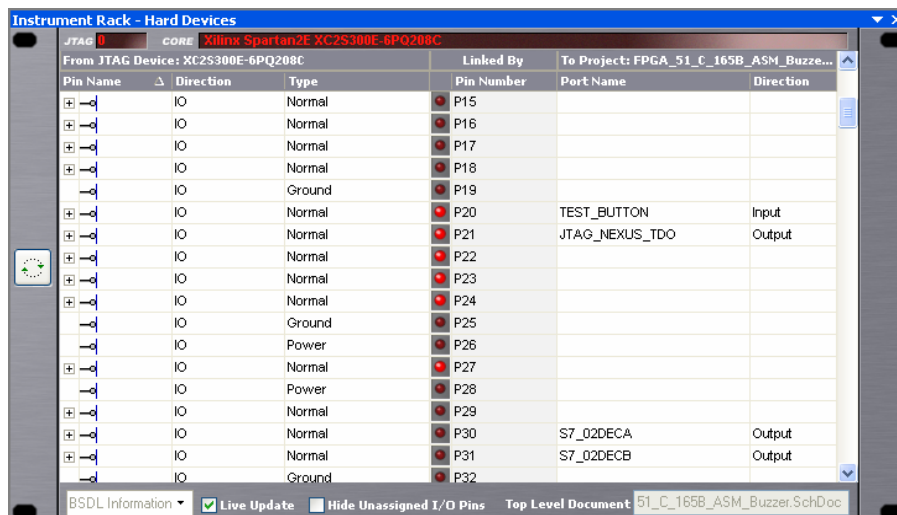 Instrument Rack - Hard Devices
JTAG 0 CORE Xilinx Spartan2E XC2S300E-6PQ208C
From JTAG Device: XC2S300E-6PQ208C Linked By To Project: FPGA_51_C_165B_ASM_Buzze...
Pin Name Direction Type Pin Number Port Name Direction
IO Normal P15
IO Normal P16
IO Normal P17
IO Normal P18
IO Ground P19
IO Normal P20 TEST_BUTTON Input
IO Normal P21 JTAG_NEXUS_TDO Output
IO Normal P22
IO Normal P23
IO Normal P24
IO Ground P25
IO Power P26
IO Normal P27
IO Power P28
IO Normal P29
IO Normal P30 S7_02DECA Output
IO Normal P31 S7_02DECB Output
IO Ground P32
BSDL Information Live Update Hide Unassigned I/O Pins Top Level Document 51_C_165B_ASM_Buzzer.SchDoc